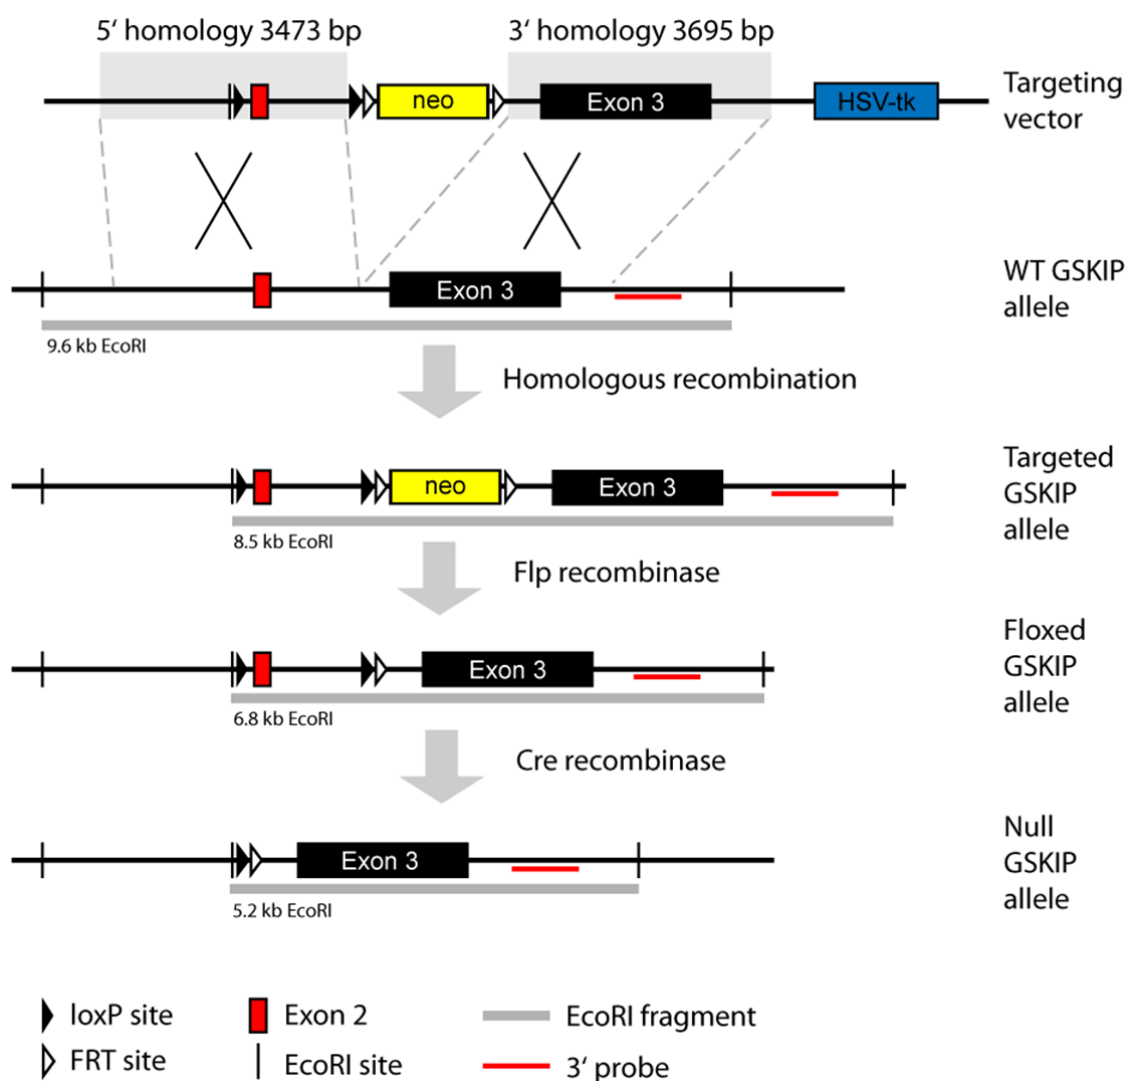 5‘ homology 3473 bp
3‘ homology 3695 bp
neo
Exon 3
HSV-tk
Targeting
vector
Exon 3
WT GSKIP
allele
9.6 kb EcoRI
Homologous recombination
neo
Exon 3
Targeted
GSKIP
allele
8.5 kb EcoRI
Flp recombinase
Exon 3
Floxed
GSKIP
allele
6.8 kb EcoRI
Cre recombinase
Exon 3
Null
GSKIP
allele
5.2 kb EcoRI
loxP site
Exon 2
EcoRI fragment
FRT site
EcoRI site
3‘ probe